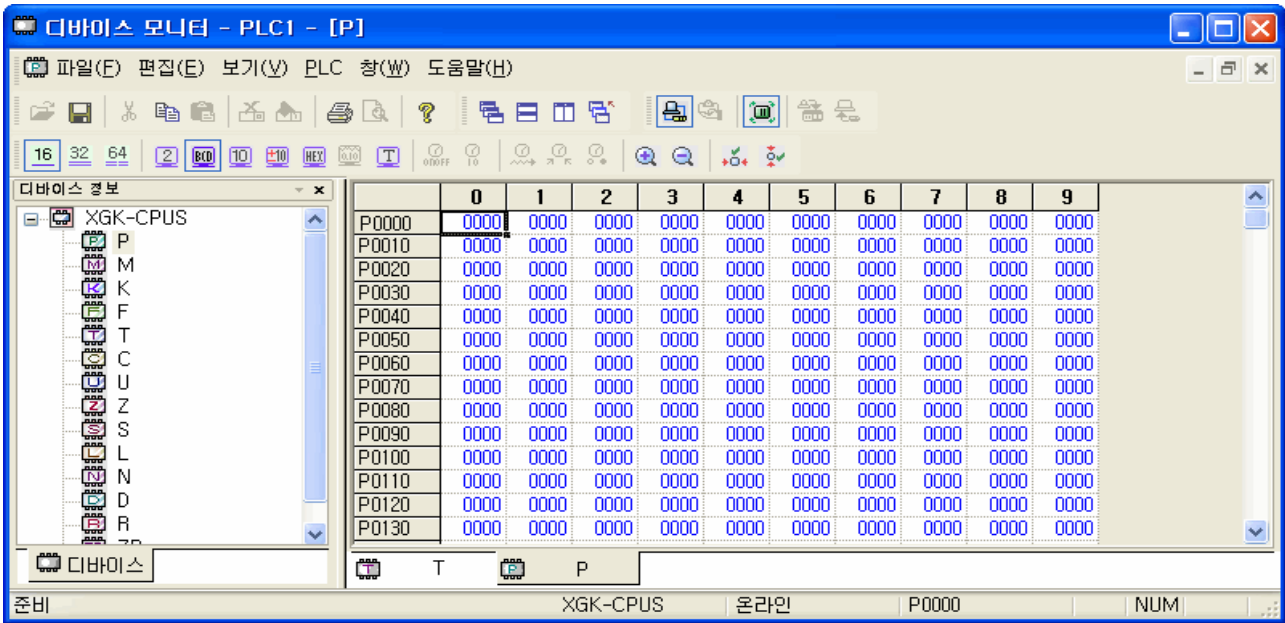 디바이스 모니터 - PLC1 - [P]
파일(F) 편집(E) 보기(V) PLC 창(W) 도움말(H)
16 32 64 2 BCD 10 ±10 HEX 0.10 T ON/OFF 10
디바이스 정보
0 1 2 3 4 5 6 7 8 9
XGK-CPUS
P
M
K
F
T
C
U
Z
S
L
N
D
R
P0000 0000 0000 0000 0000 0000 0000 0000 0000 0000 0000
P0010 0000 0000 0000 0000 0000 0000 0000 0000 0000 0000
P0020 0000 0000 0000 0000 0000 0000 0000 0000 0000 0000
P0030 0000 0000 0000 0000 0000 0000 0000 0000 0000 0000
P0040 0000 0000 0000 0000 0000 0000 0000 0000 0000 0000
P0050 0000 0000 0000 0000 0000 0000 0000 0000 0000 0000
P0060 0000 0000 0000 0000 0000 0000 0000 0000 0000 0000
P0070 0000 0000 0000 0000 0000 0000 0000 0000 0000 0000
P0080 0000 0000 0000 0000 0000 0000 0000 0000 0000 0000
P0090 0000 0000 0000 0000 0000 0000 0000 0000 0000 0000
P0100 0000 0000 0000 0000 0000 0000 0000 0000 0000 0000
P0110 0000 0000 0000 0000 0000 0000 0000 0000 0000 0000
P0120 0000 0000 0000 0000 0000 0000 0000 0000 0000 0000
P0130 0000 0000 0000 0000 0000 0000 0000 0000 0000 0000
디바이스
T P
준비 XGK-CPUS 온라인 P0000 NUM